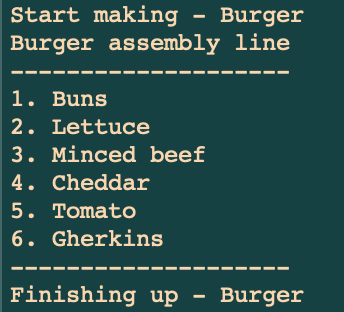 Start making - Burger
Burger assembly line
--------------------
1. Buns
2. Lettuce
3. Minced beef
4. Cheddar
5. Tomato
6. Gherkins
--------------------
Finishing up - Burger